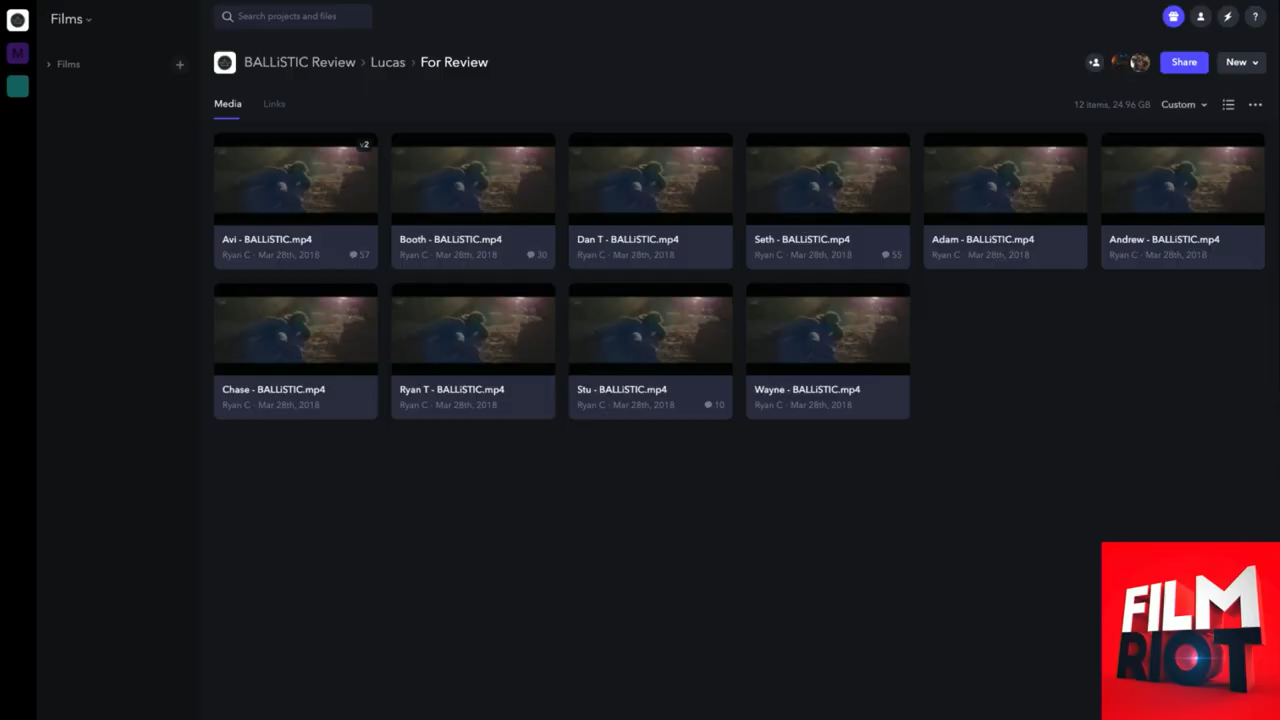 Films
Search projects and files
?
M
Films
+
BALLiSTIC Review › Lucas › For Review
Share
New
Media
Links
12 items, 24.96 GB
Custom
v2
Avi - BALLiSTIC.mp4
Ryan C · Mar 28th, 2018
57
Booth - BALLiSTIC.mp4
Ryan C · Mar 28th, 2018
30
Dan T - BALLiSTIC.mp4
Ryan C · Mar 28th, 2018
Seth - BALLiSTIC.mp4
Ryan C · Mar 28th, 2018
55
Adam - BALLiSTIC.mp4
Ryan C · Mar 28th, 2018
Andrew - BALLiSTIC.mp4
Ryan C · Mar 28th, 2018
Chase - BALLiSTIC.mp4
Ryan C · Mar 28th, 2018
Ryan T - BALLiSTIC.mp4
Ryan C · Mar 28th, 2018
Stu - BALLiSTIC.mp4
Ryan C · Mar 28th, 2018
10
Wayne - BALLiSTIC.mp4
Ryan C · Mar 28th, 2018
FILM
RIOT